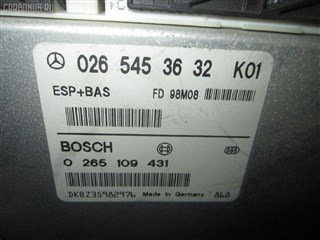 026 545 36 32 K01
ESP+BAS FD 98M08
BOSCH
0 265 109 431
Made in Germany